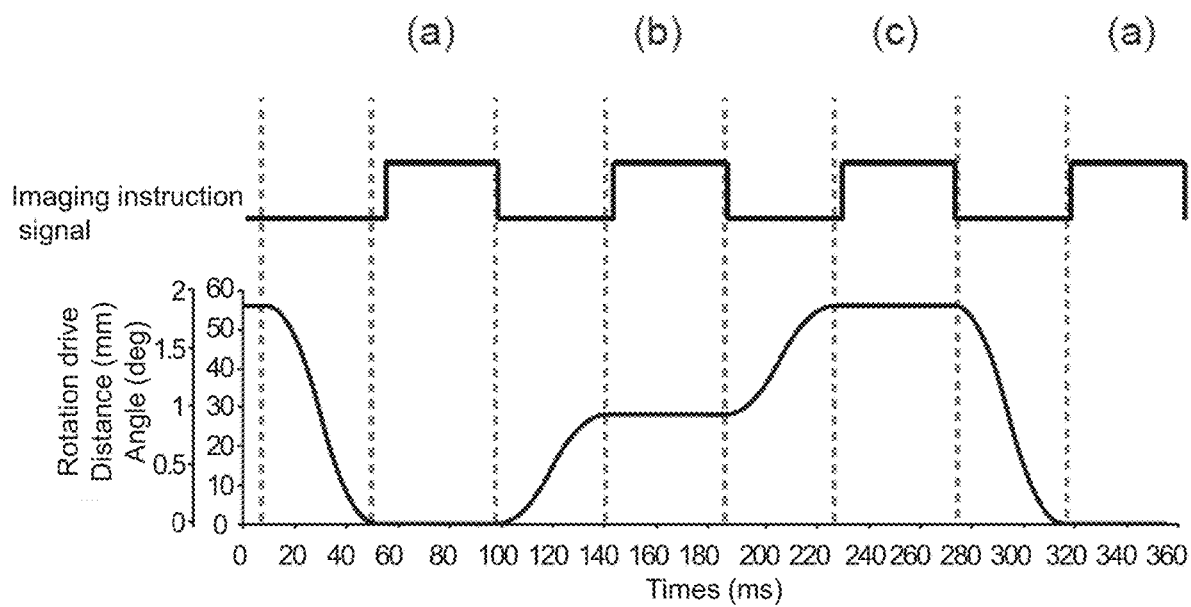 (a) (b) (c) (a)
Imaging instruction
signal
Rotation drive
Distance (mm)
Angle (deg)
2
1.5
1
0.5
0
60
50
40
30
20
10
0
0 20 40 60 80 100 120 140 160 180 200 220 240 260 280 300 320 340 360
Times (ms)